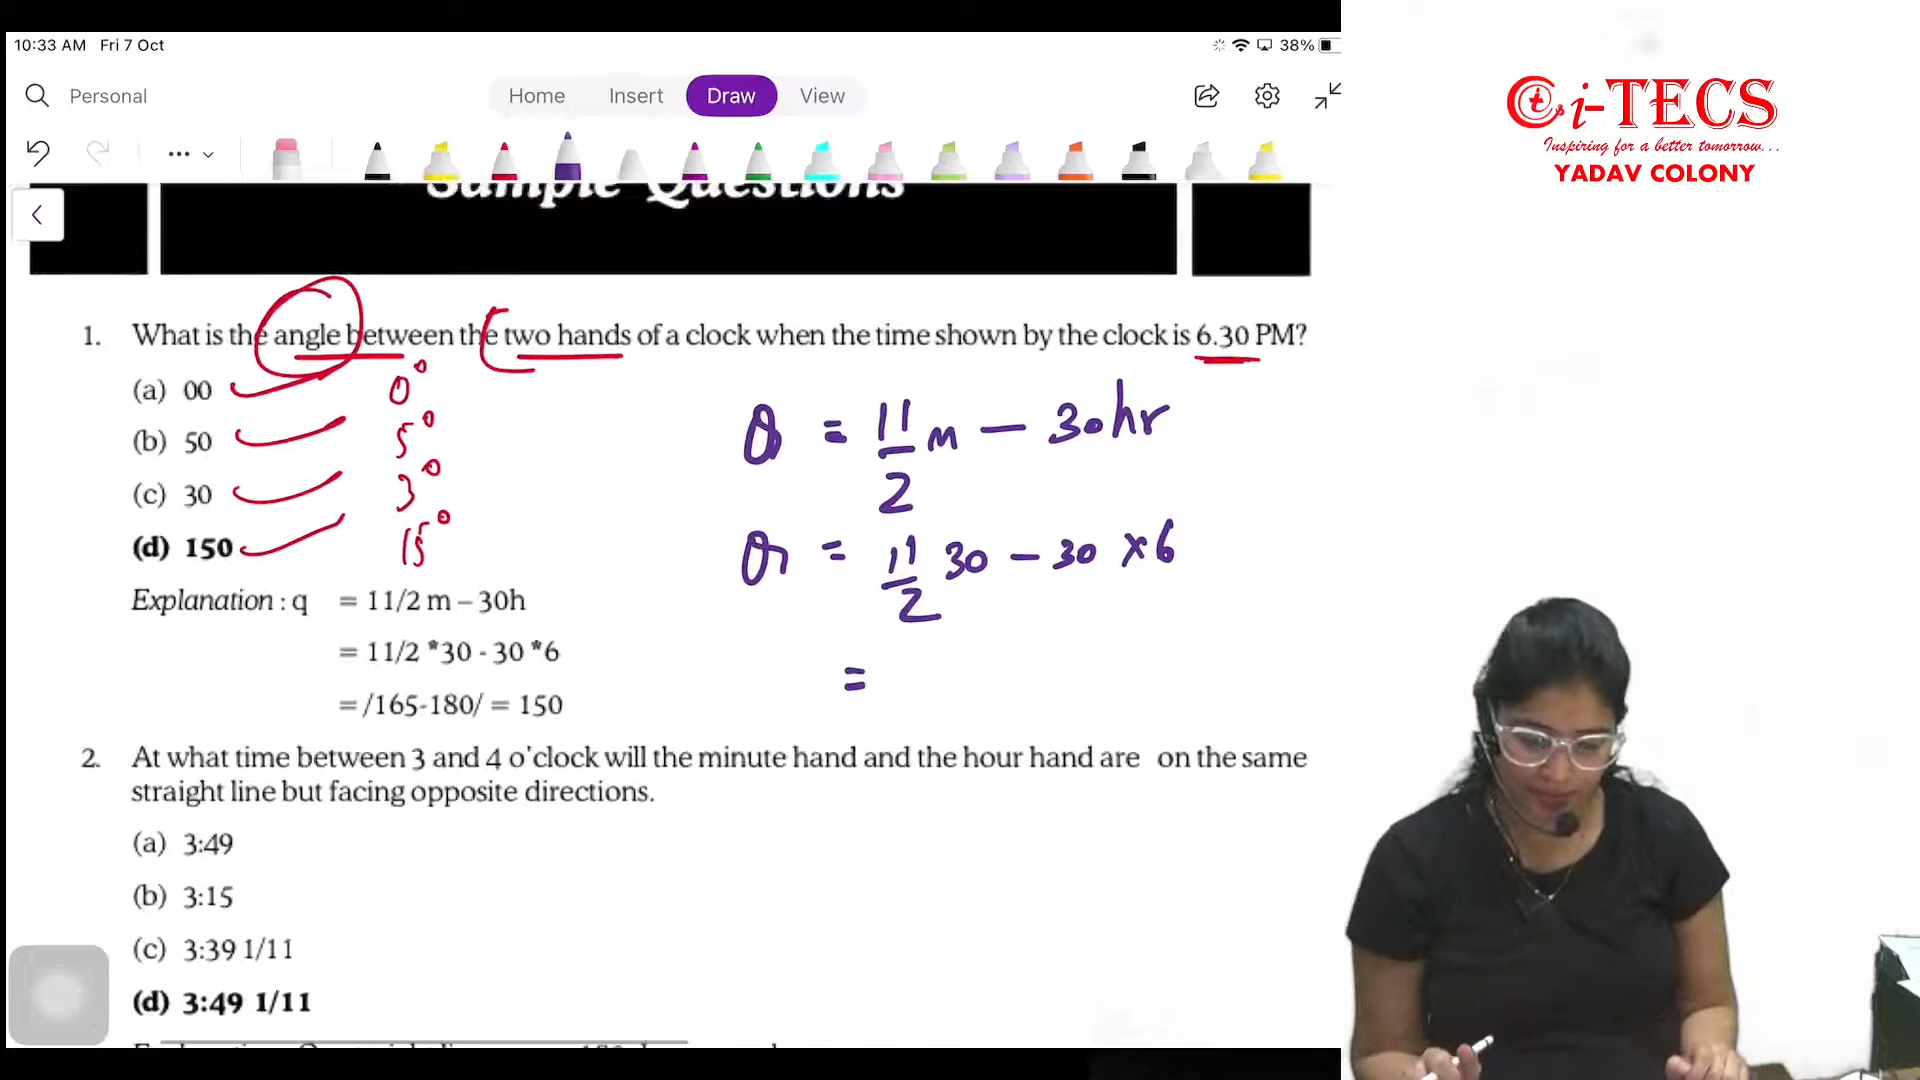 10:33 AM Fri 7 Oct
38%
Personal
Home Insert Draw View
i-TECS
Inspiring for a better tomorrow...
YADAV COLONY
Sample Questions
1. What is the angle between the two hands of a clock when the time shown by the clock is 6.30 PM?
(a) 00 0°
(b) 50 5°
(c) 30 3°
(d) 150 15°
θ = 11/2 m - 30hr
θ = 11/2 30 - 30 × 6
=
Explanation : q = 11/2 m – 30h
= 11/2 *30 - 30 *6
= /165-180/ = 150
2. At what time between 3 and 4 o'clock will the minute hand and the hour hand are on the same
straight line but facing opposite directions.
(a) 3:49
(b) 3:15
(c) 3:39 1/11
(d) 3:49 1/11